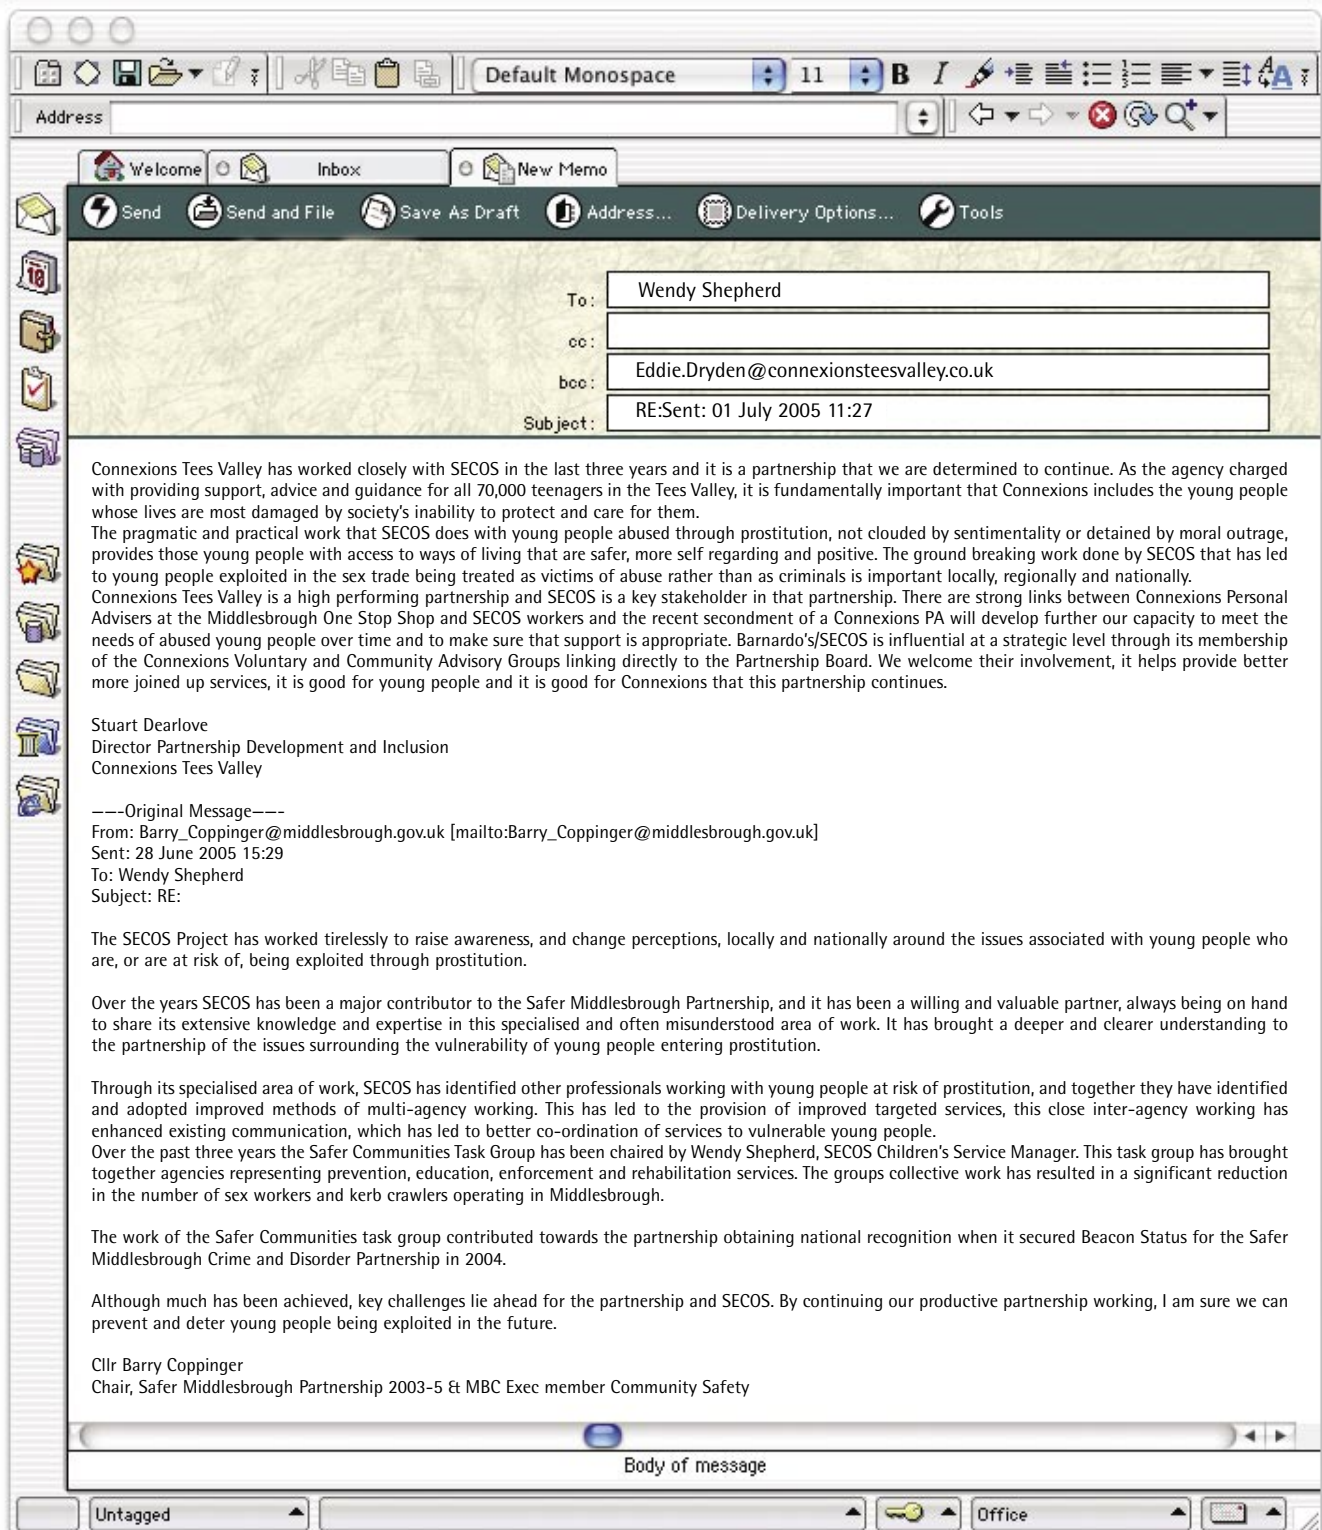 Default Monospace 11 B I A A
Address
Welcome Inbox New Memo
Send Send and File Save As Draft Address... Delivery Options... Tools
To: Wendy Shepherd
cc:
bcc: Eddie.Dryden@connexionsteesvalley.co.uk
Subject: RE:Sent: 01 July 2005 11:27
Connexions Tees Valley has worked closely with SECOS in the last three years and it is a partnership that we are determined to continue. As the agency charged
with providing support, advice and guidance for all 70,000 teenagers in the Tees Valley, it is fundamentally important that Connexions includes the young people
whose lives are most damaged by society's inability to protect and care for them.
The pragmatic and practical work that SECOS does with young people abused through prostitution, not clouded by sentimentality or detained by moral outrage,
provides those young people with access to ways of living that are safer, more self regarding and positive. The ground breaking work done by SECOS that has led
to young people exploited in the sex trade being treated as victims of abuse rather than as criminals is important locally, regionally and nationally.
Connexions Tees Valley is a high performing partnership and SECOS is a key stakeholder in that partnership. There are strong links between Connexions Personal
Advisers at the Middlesbrough One Stop Shop and SECOS workers and the recent secondment of a Connexions PA will develop further our capacity to meet the
needs of abused young people over time and to make sure that support is appropriate. Barnardo's/SECOS is influential at a strategic level through its membership
of the Connexions Voluntary and Community Advisory Groups linking directly to the Partnership Board. We welcome their involvement, it helps provide better
more joined up services, it is good for young people and it is good for Connexions that this partnership continues.
Stuart Dearlove
Director Partnership Development and Inclusion
Connexions Tees Valley
——-Original Message——-
From: Barry_Coppinger@middlesbrough.gov.uk [mailto:Barry_Coppinger@middlesbrough.gov.uk]
Sent: 28 June 2005 15:29
To: Wendy Shepherd
Subject: RE:
The SECOS Project has worked tirelessly to raise awareness, and change perceptions, locally and nationally around the issues associated with young people who
are, or are at risk of, being exploited through prostitution.
Over the years SECOS has been a major contributor to the Safer Middlesbrough Partnership, and it has been a willing and valuable partner, always being on hand
to share its extensive knowledge and expertise in this specialised and often misunderstood area of work. It has brought a deeper and clearer understanding to
the partnership of the issues surrounding the vulnerability of young people entering prostitution.
Through its specialised area of work, SECOS has identified other professionals working with young people at risk of prostitution, and together they have identified
and adopted improved methods of multi-agency working. This has led to the provision of improved targeted services, this close inter-agency working has
enhanced existing communication, which has led to better co-ordination of services to vulnerable young people.
Over the past three years the Safer Communities Task Group has been chaired by Wendy Shepherd, SECOS Children's Service Manager. This task group has brought
together agencies representing prevention, education, enforcement and rehabilitation services. The groups collective work has resulted in a significant reduction
in the number of sex workers and kerb crawlers operating in Middlesbrough.
The work of the Safer Communities task group contributed towards the partnership obtaining national recognition when it secured Beacon Status for the Safer
Middlesbrough Crime and Disorder Partnership in 2004.
Although much has been achieved, key challenges lie ahead for the partnership and SECOS. By continuing our productive partnership working, I am sure we can
prevent and deter young people being exploited in the future.
Cllr Barry Coppinger
Chair, Safer Middlesbrough Partnership 2003-5 & MBC Exec member Community Safety
Body of message
Untagged Office